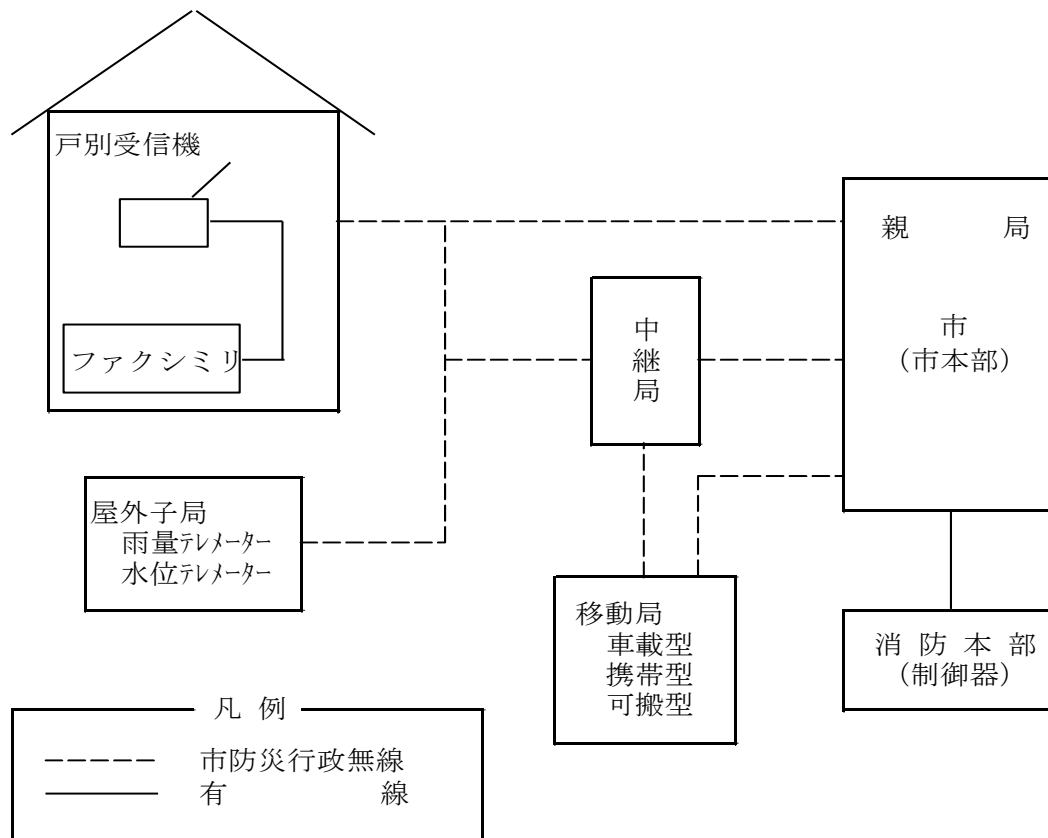 戸別受信機
ファクシミリ
親　　局
市
（市本部）
中
継
局
屋外子局
雨量ﾃﾚﾒｰﾀｰ
水位ﾃﾚﾒｰﾀｰ
移動局
車載型
携帯型
可搬型
消 防 本 部
（制御器）
凡 例
市防災行政無線
有　　線